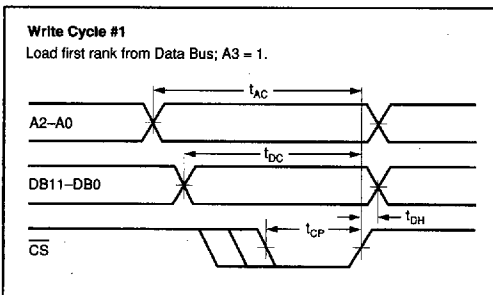 Write Cycle #1
Load first rank from Data Bus; A3 = 1.
tAC
A2–A0
tDC
DB11–DB0
tDH
tCP
CS